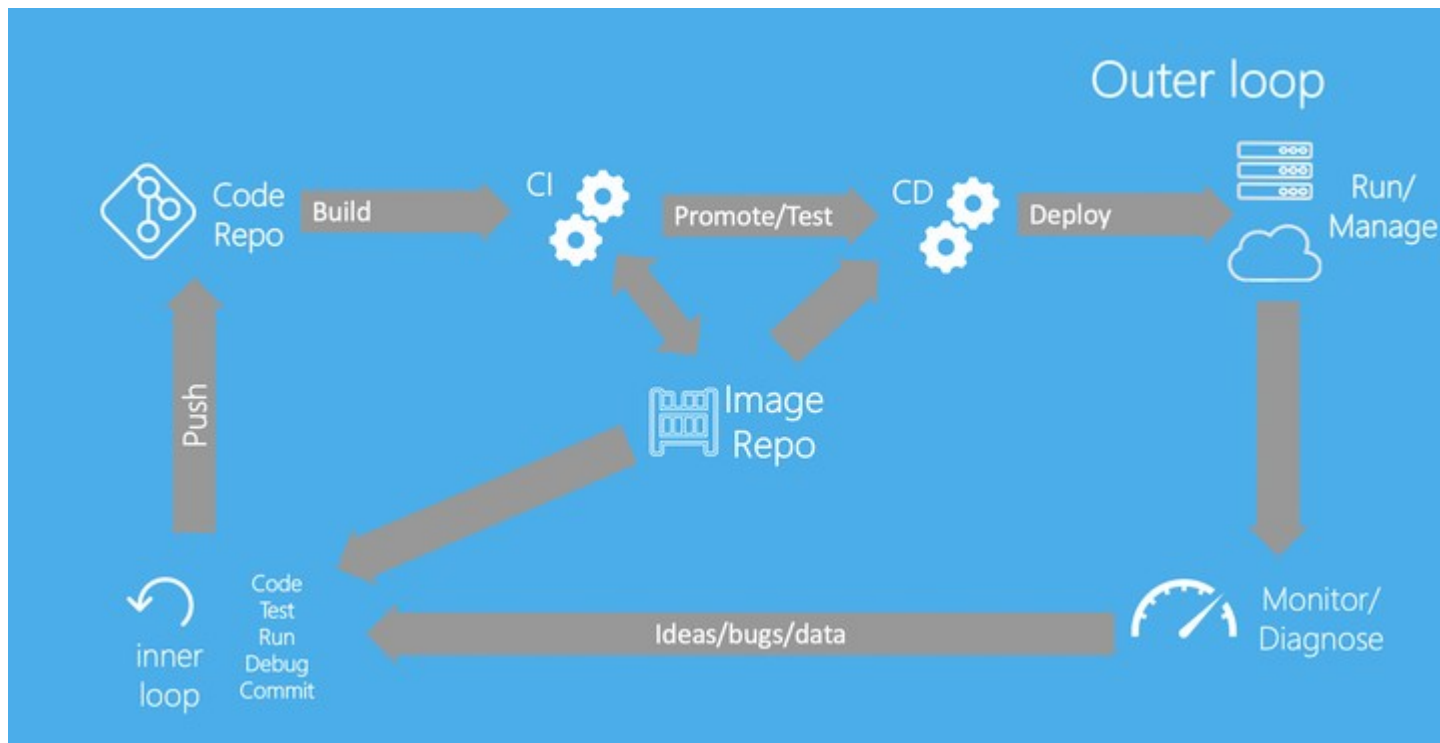 Outer loop
Code
Repo
Build
CI
Promote/Test
CD
Deploy
Run/
Manage
Image
Repo
Push
inner
loop
Code
Test
Run
Debug
Commit
Ideas/bugs/data
Monitor/
Diagnose